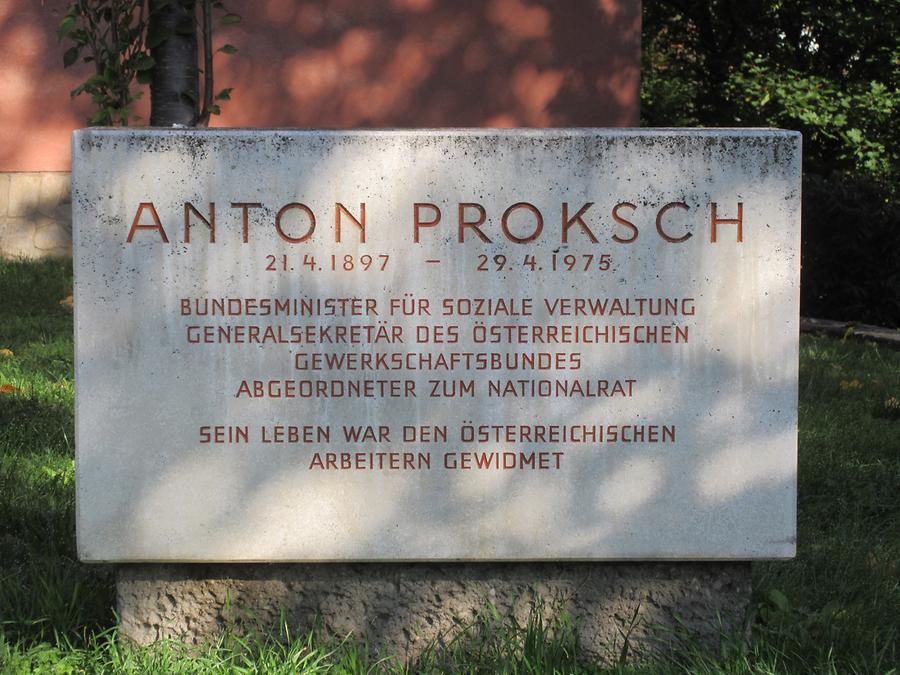 ANTON PROKSCH
21.4.1897 – 29.4.1975
BUNDESMINISTER FÜR SOZIALE VERWALTUNG
GENERALSEKRETÄR DES ÖSTERREICHISCHEN
GEWERKSCHAFTSBUNDES
ABGEORDNETER ZUM NATIONALRAT
SEIN LEBEN WAR DEN ÖSTERREICHISCHEN
ARBEITERN GEWIDMET